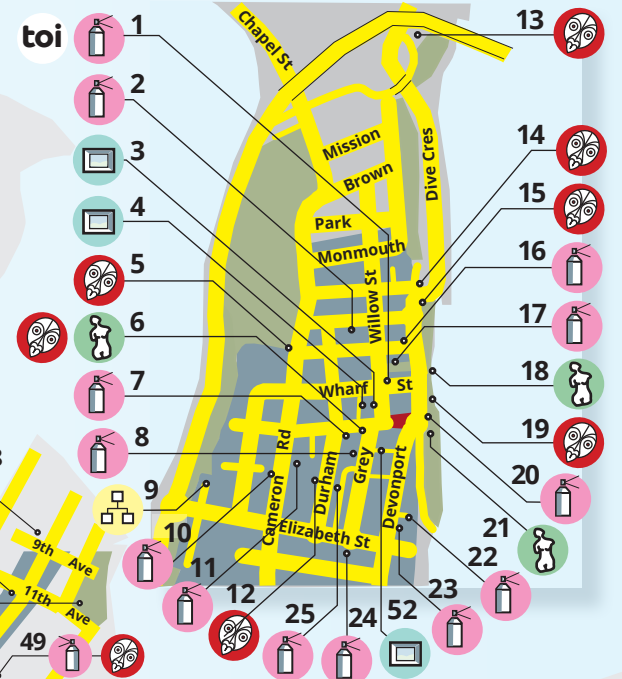 toi
1
2
3
4
5
6
7
8
9
10
11
12
13
14
15
16
17
18
19
20
21
22
23
24
25
52
49
Chapel St
Mission
Brown
Dive Cres
Park
Monmouth
Willow St
Wharf St
Cameron Rd
Durham
Grey
Devonport
Elizabeth St
9th Ave
11th Ave